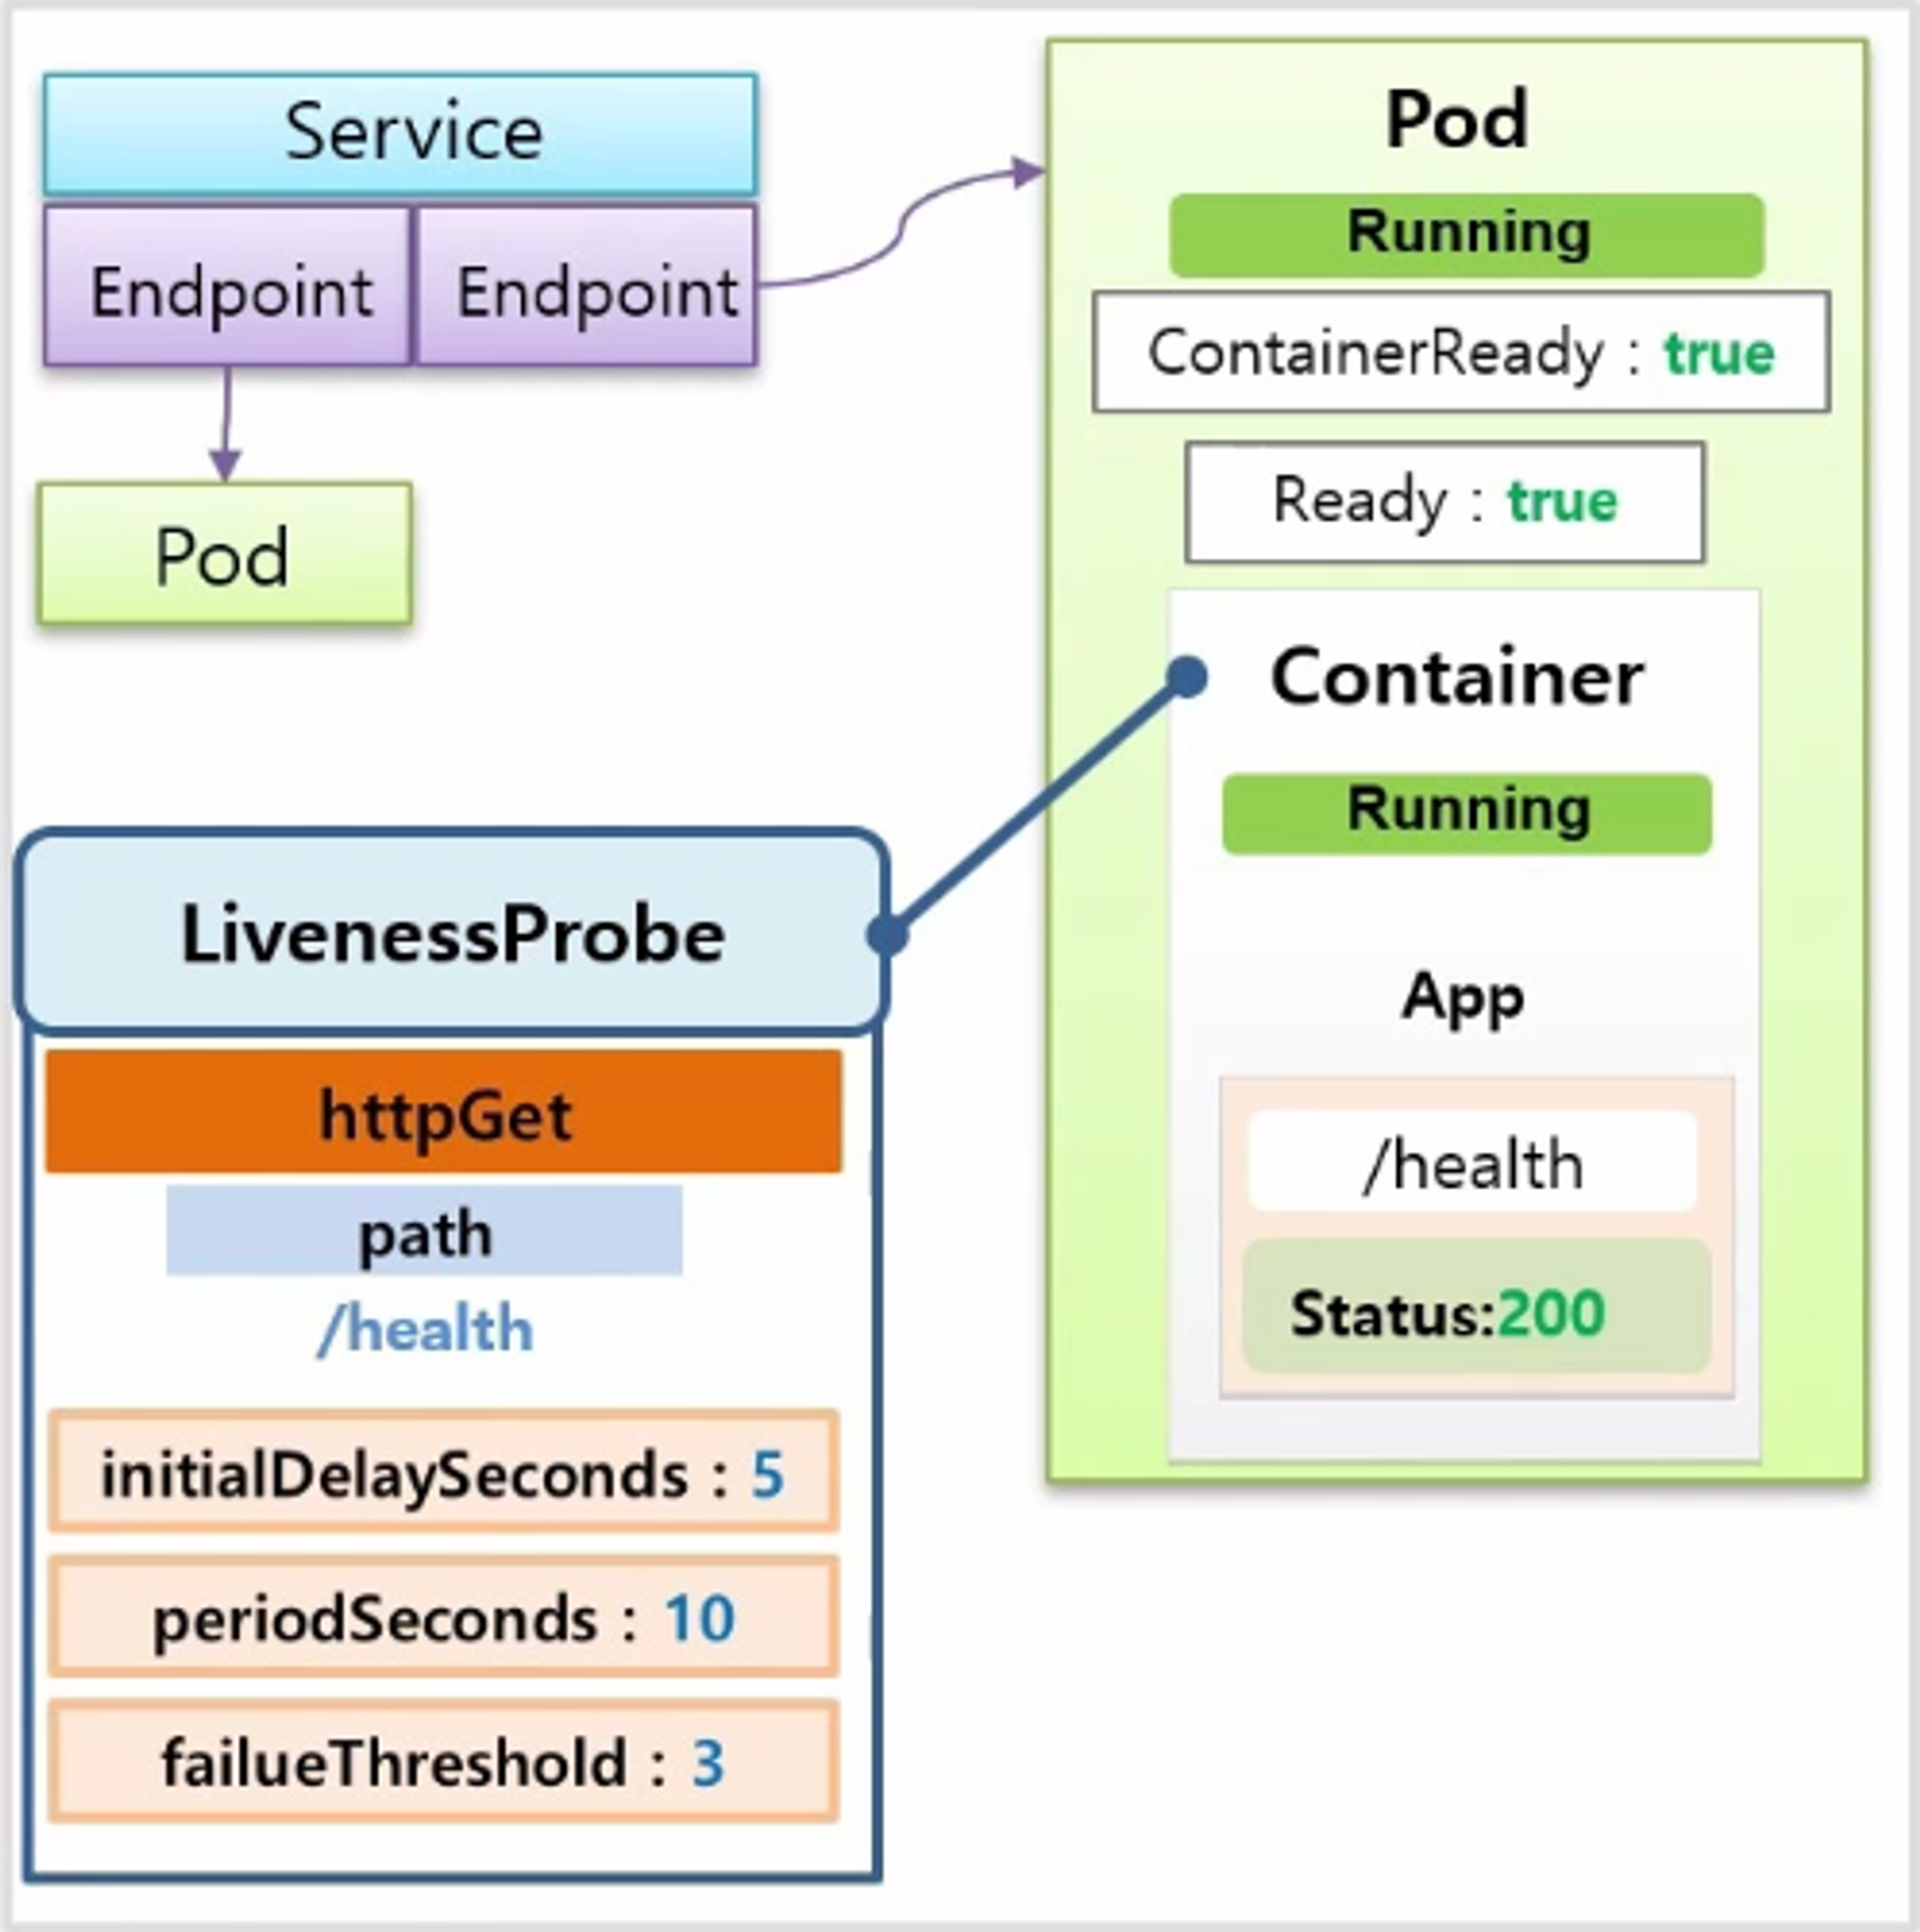 Service
Endpoint Endpoint
Pod
Pod
Running
ContainerReady : true
Ready : true
Container
Running
App
/health
Status:200
LivenessProbe
httpGet
path
/health
initialDelaySeconds : 5
periodSeconds : 10
failueThreshold : 3